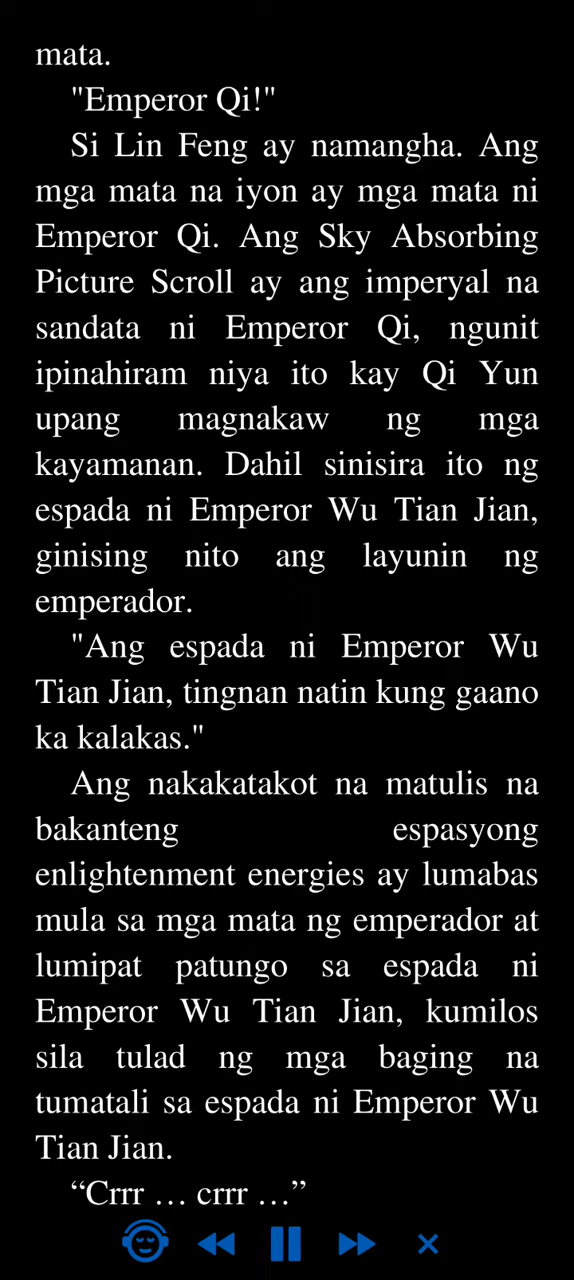 mata.
"Emperor Qi!"
Si Lin Feng ay namangha. Ang
mga mata na iyon ay mga mata ni
Emperor Qi. Ang Sky Absorbing
Picture Scroll ay ang imperyal na
sandata ni Emperor Qi, ngunit
ipinahiram niya ito kay Qi Yun
upang magnakaw ng mga
kayamanan. Dahil sinisira ito ng
espada ni Emperor Wu Tian Jian,
ginising nito ang layunin ng
emperador.
"Ang espada ni Emperor Wu
Tian Jian, tingnan natin kung gaano
ka kalakas."
Ang nakakatakot na matulis na
bakanteng espasyong
enlightenment energies ay lumabas
mula sa mga mata ng emperador at
lumipat patungo sa espada ni
Emperor Wu Tian Jian, kumilos
sila tulad ng mga baging na
tumatali sa espada ni Emperor Wu
Tian Jian.
“Crrr … crrr …”